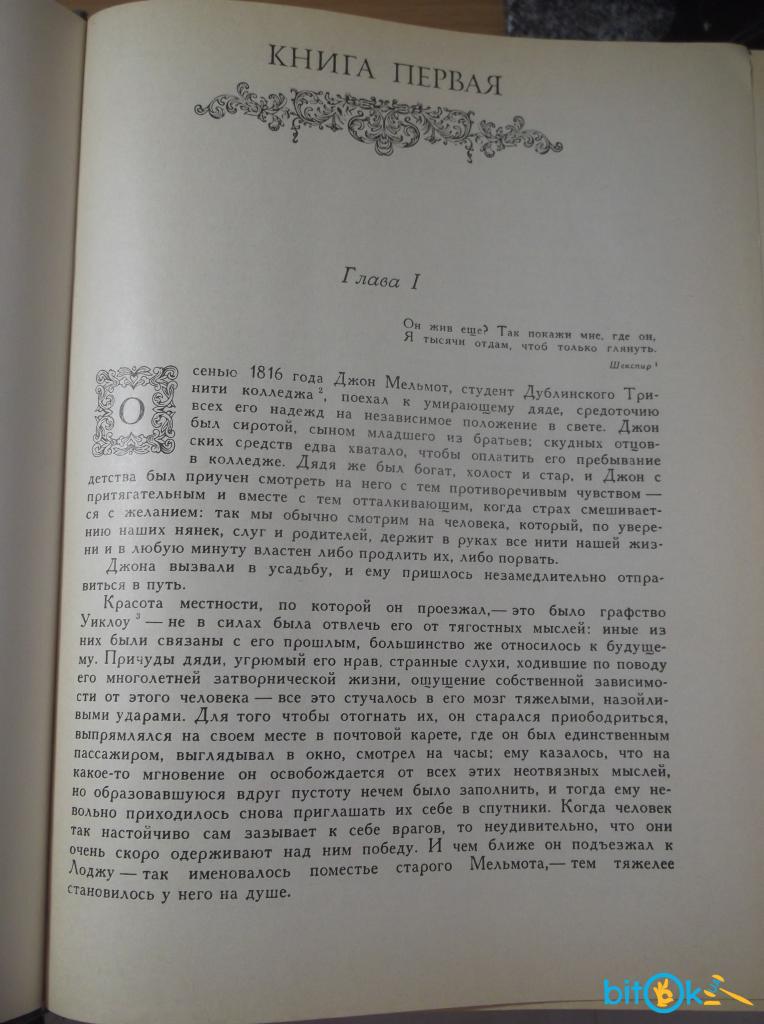 КНИГА ПЕРВАЯ
Глава I
Он жив еще? Так покажи мне, где он,
Я тысячи отдам, чтоб только глянуть.
Шекспир 1
Осенью 1816 года Джон Мельмот, студент Дублинского Три-
нити колледжа 2, поехал к умирающему дяде, средоточию
всех его надежд на независимое положение в свете. Джон
был сиротой, сыном младшего из братьев; скудных отцов-
ских средств едва хватало, чтобы оплатить его пребывание
в колледже. Дядя же был богат, холост и стар, и Джон с
детства был приучен смотреть на него с тем противоречивым чувством —
притягательным и вместе с тем отталкивающим, когда страх смешивает-
ся с желанием: так мы обычно смотрим на человека, который, по увере-
нию наших нянек, слуг и родителей, держит в руках все нити нашей жиз-
ни и в любую минуту властен либо продлить их, либо порвать.
Джона вызвали в усадьбу, и ему пришлось незамедлительно отпра-
виться в путь.
Красота местности, по которой он проезжал,— это было графство
Уиклоу 3 — не в силах была отвлечь его от тягостных мыслей: иные из
них были связаны с его прошлым, большинство же относилось к будуще-
му. Причуды дяди, угрюмый его нрав, странные слухи, ходившие по поводу
его многолетней затворнической жизни, ощущение собственной зависимо-
сти от этого человека — все это стучалось в его мозг тяжелыми, назойли-
выми ударами. Для того чтобы отогнать их, он старался приободриться,
выпрямлялся на своем месте в почтовой карете, где он был единственным
пассажиром, выглядывал в окно, смотрел на часы; ему казалось, что на
какое-то мгновение он освобождается от всех этих неотвязных мыслей,
но образовавшуюся вдруг пустоту нечем было заполнить, и тогда ему не-
вольно приходилось снова приглашать их себе в спутники. Когда человек
так настойчиво сам зазывает к себе врагов, то неудивительно, что они
очень скоро одерживают над ним победу. И чем ближе он подъезжал к
Лоджу — так именовалось поместье старого Мельмота,— тем тяжелее
становилось у него на душе.
bitOk